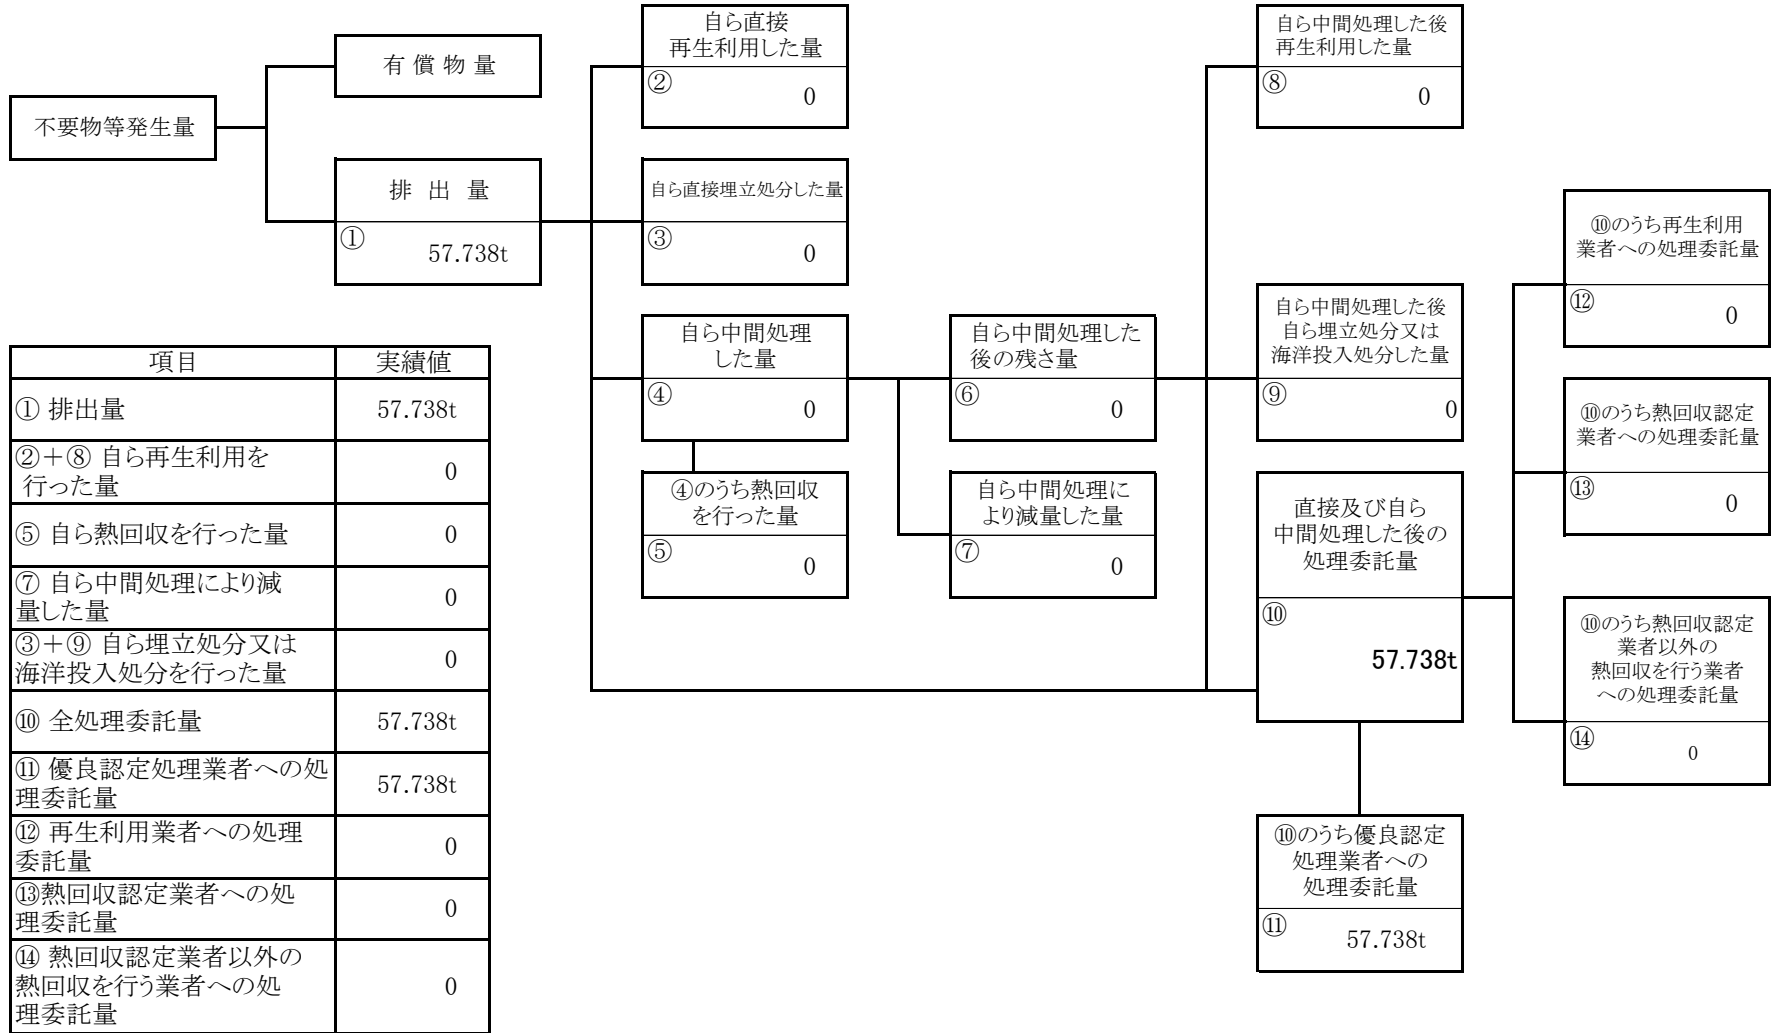 不要物等発生量
有 償 物 量
排 出 量
①
57.738t
自ら直接
再生利用した量
②
0
自ら直接埋立処分した量
③
0
自ら中間処理
した量
④
0
④のうち熱回収
を行った量
⑤
0
自ら中間処理した
後の残さ量
⑥
0
自ら中間処理に
より減量した量
⑦
0
自ら中間処理した後
再生利用した量
⑧
0
自ら中間処理した後
自ら埋立処分又は
海洋投入処分した量
⑨
0
直接及び自ら
中間処理した後の
処理委託量
⑩
57.738t
⑩のうち優良認定
処理業者への
処理委託量
⑪
57.738t
⑩のうち再生利用
業者への処理委託量
⑫
0
⑩のうち熱回収認定
業者への処理委託量
⑬
0
⑩のうち熱回収認定
業者以外の
熱回収を行う業者
への処理委託量
⑭
0
項目 実績値
① 排出量 57.738t
②＋⑧ 自ら再生利用を
行った量 0
⑤ 自ら熱回収を行った量 0
⑦ 自ら中間処理により減
量した量 0
③＋⑨ 自ら埋立処分又は
海洋投入処分を行った量 0
⑩ 全処理委託量 57.738t
⑪ 優良認定処理業者への処
理委託量 57.738t
⑫ 再生利用業者への処理
委託量 0
⑬熱回収認定業者への処
理委託量 0
⑭ 熱回収認定業者以外の
熱回収を行う業者への処
理委託量 0